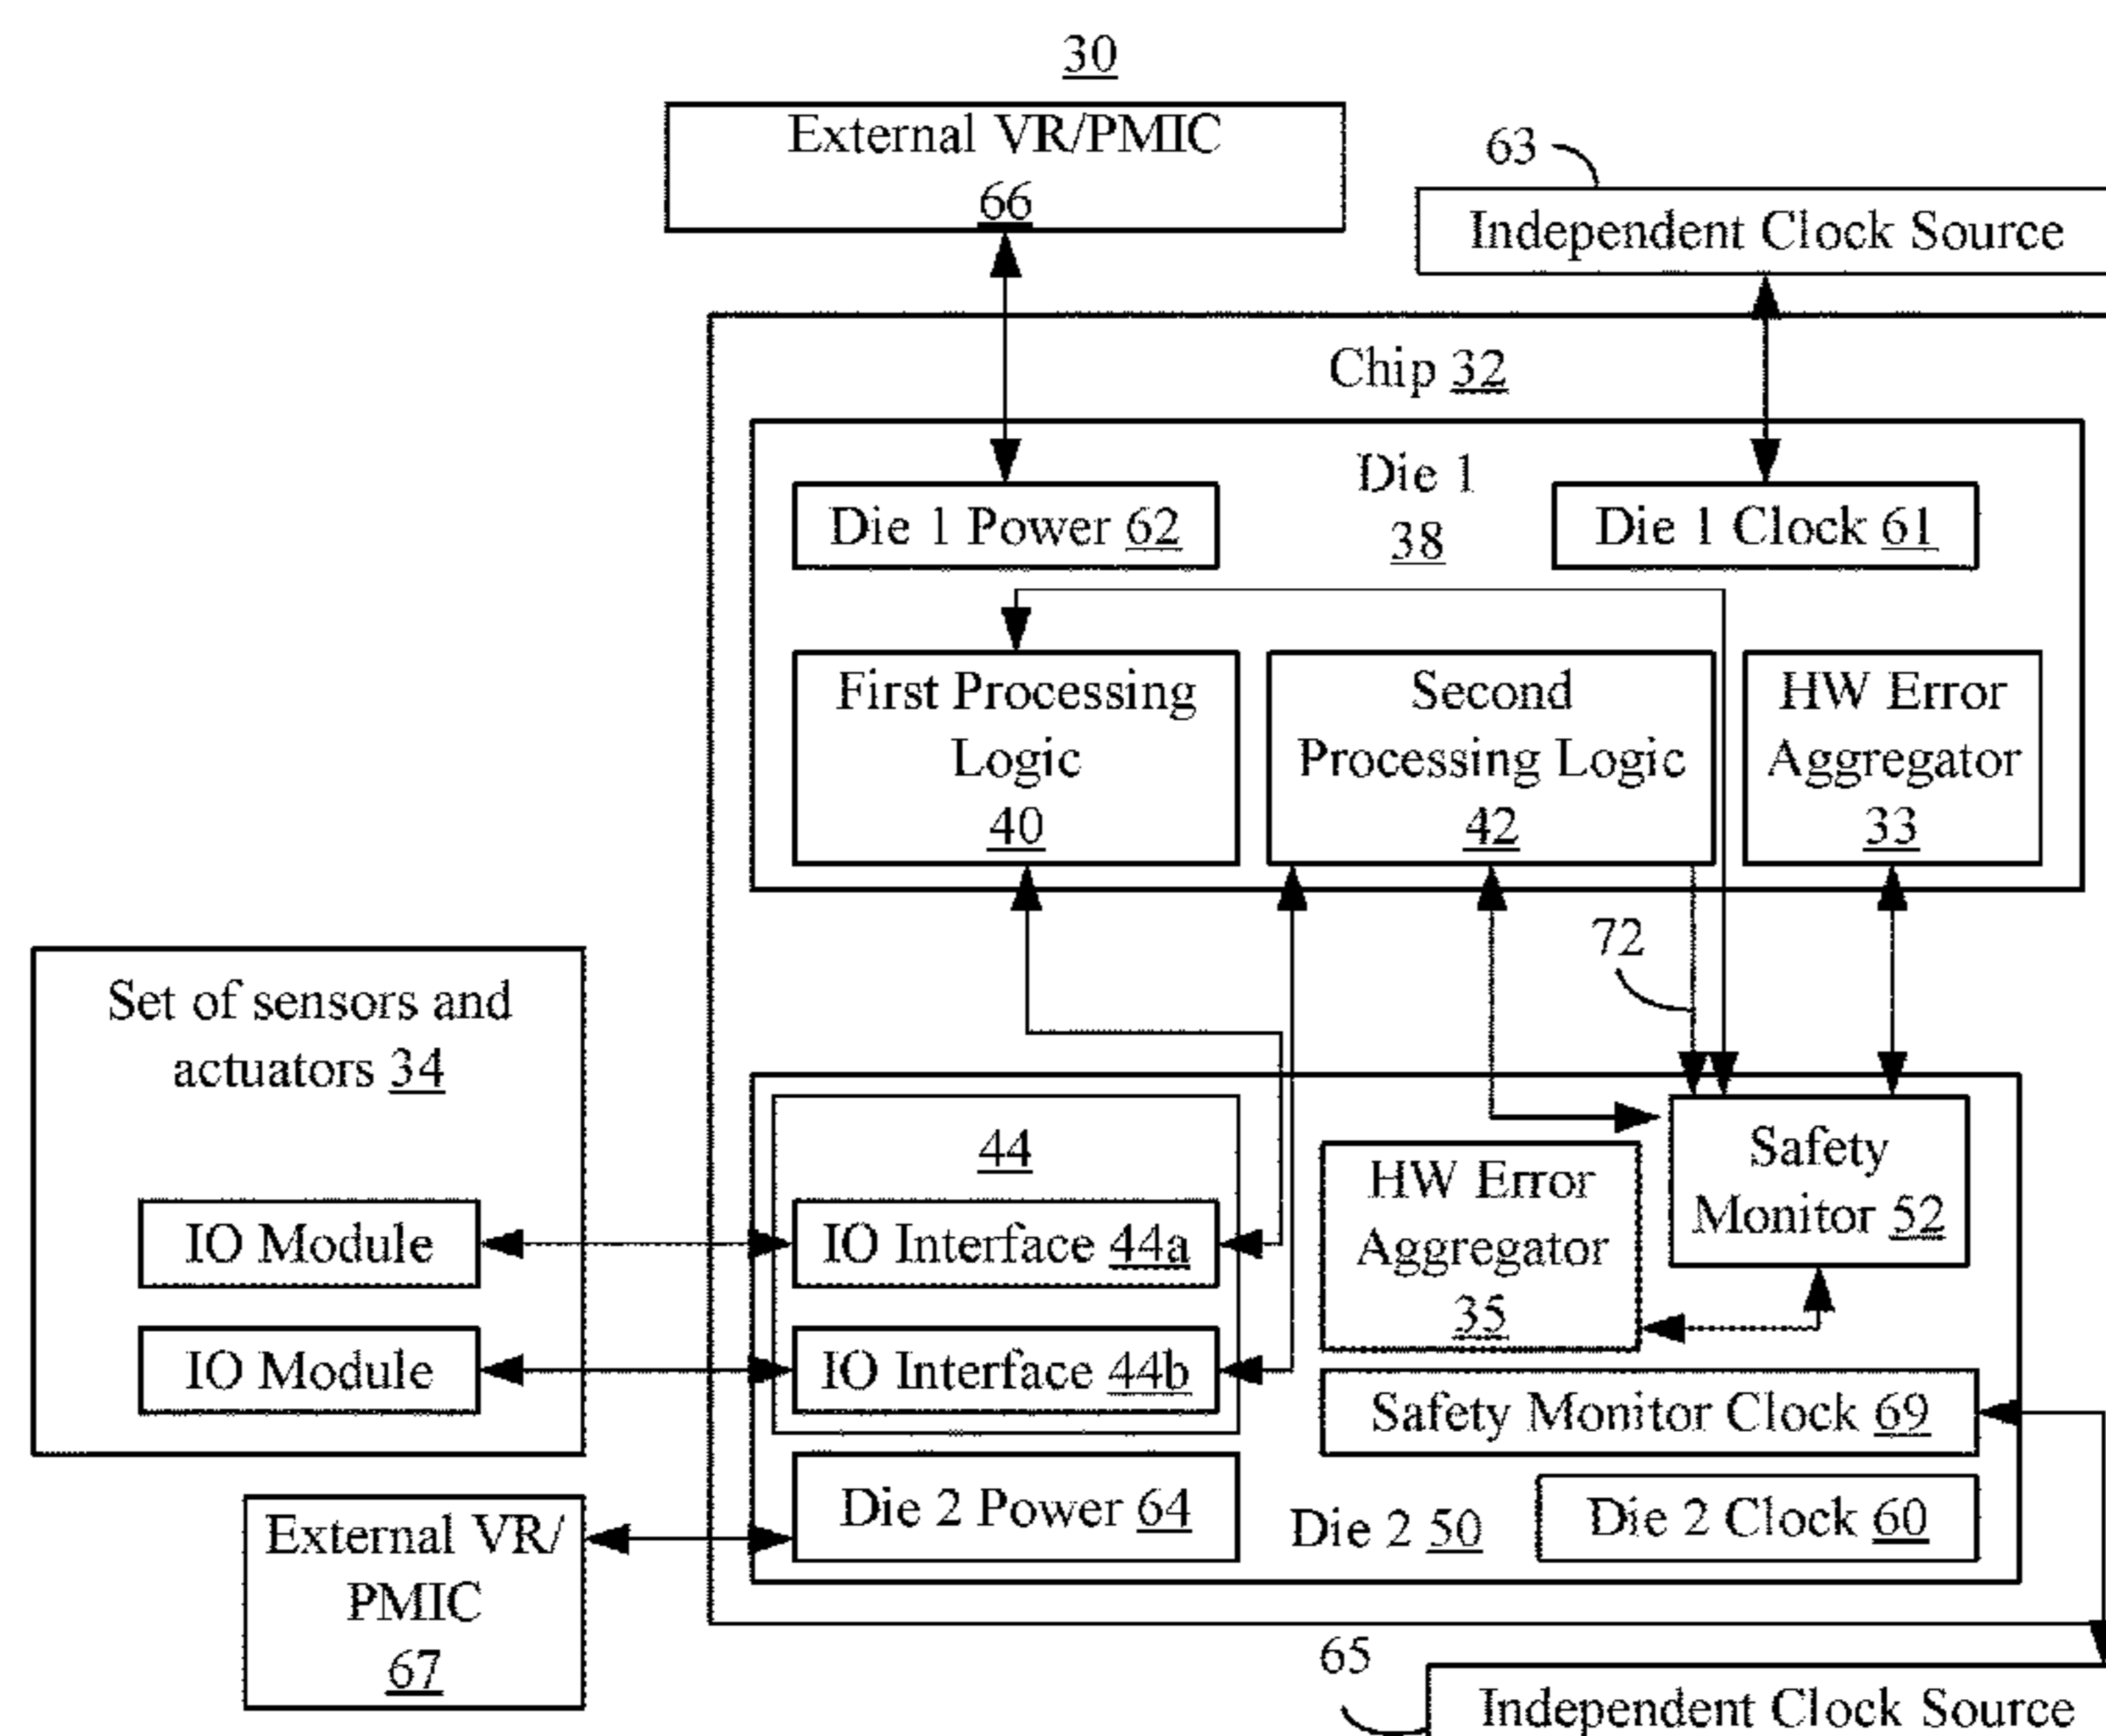 30
External VR/PMIC
66
63
Independent Clock Source
Chip 32
Die 1
38
Die 1 Power 62
Die 1 Clock 61
First Processing
Logic
40
Second
Processing Logic
42
HW Error
Aggregator
33
72
Set of sensors and
actuators 34
IO Module
IO Module
44
IO Interface 44a
IO Interface 44b
HW Error
Aggregator
35
Safety
Monitor 52
Safety Monitor Clock 69
Die 2 Power 64
Die 2 50
Die 2 Clock 60
External VR/
PMIC
67
65
Independent Clock Source